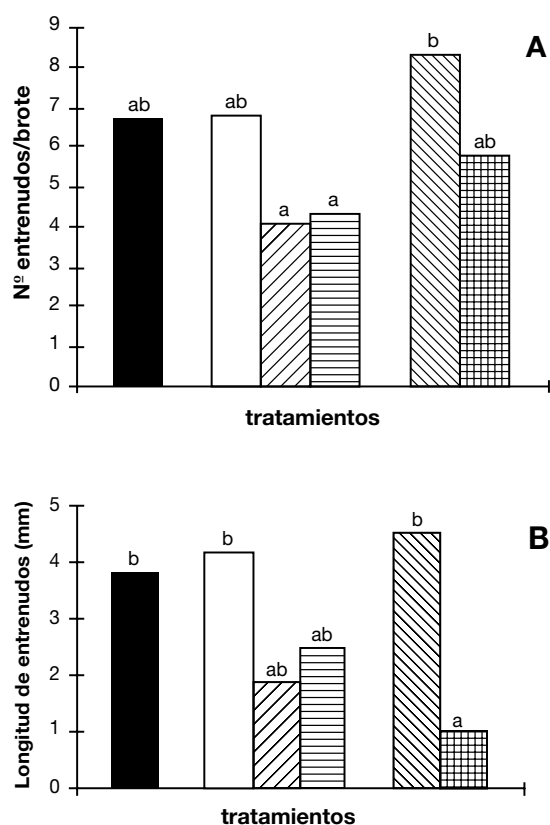 9
8
7
6
5
4
3
2
1
0
Nº entrenudos/brote
ab
ab
a
a
b
ab
A
tratamientos
5
4
3
2
1
0
Longitud de entrenudos (mm)
b
b
ab
ab
b
a
B
tratamientos